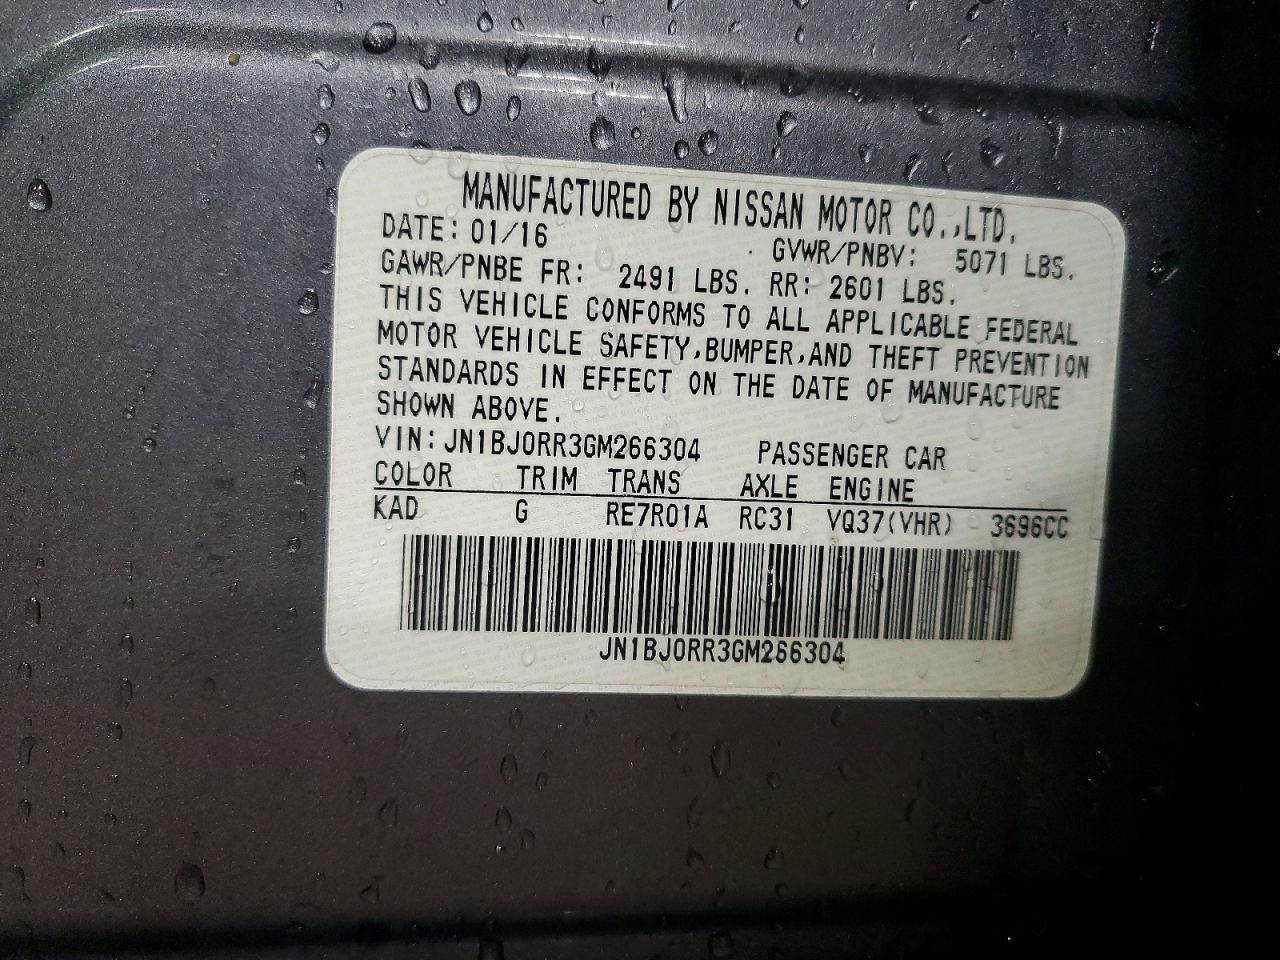 MANUFACTURED BY NISSAN MOTOR CO.,LTD.
DATE: 01/16 GVWR/PNBV: 5071 LBS.
GAWR/PNBE FR: 2491 LBS. RR: 2601 LBS.
THIS VEHICLE CONFORMS TO ALL APPLICABLE FEDERAL
MOTOR VEHICLE SAFETY,BUMPER,AND THEFT PREVENTION
STANDARDS IN EFFECT ON THE DATE OF MANUFACTURE
SHOWN ABOVE.
VIN: JN1BJ0RR3GM266304 PASSENGER CAR
COLOR TRIM TRANS AXLE ENGINE
KAD G RE7R01A RC31 VQ37(VHR) 3696CC
JN1BJ0RR3GM266304